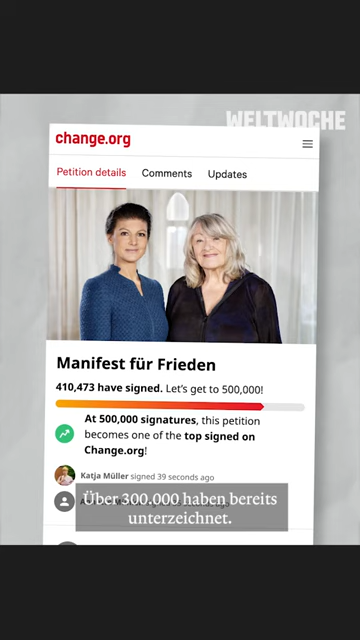 WELTWOCHE
change.org
Petition details Comments Updates
Manifest für Frieden
410,473 have signed. Let's get to 500,000!
At 500,000 signatures, this petition
becomes one of the top signed on
Change.org!
Katja Müller signed 39 seconds ago
Über 300.000 haben bereits
unterzeichnet.